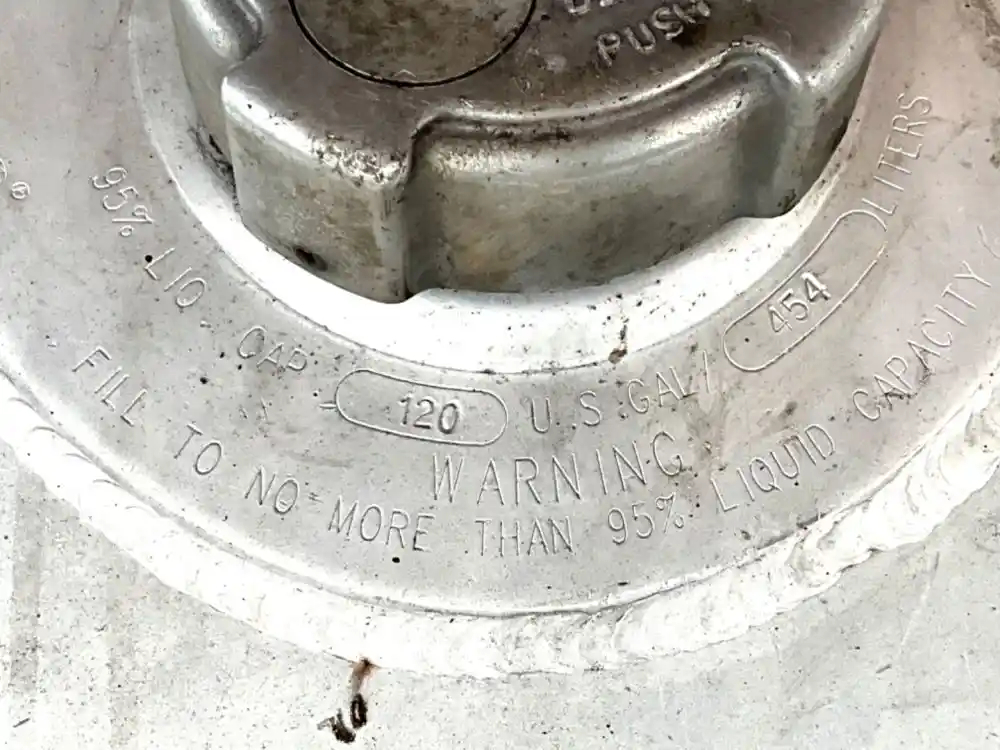 PUSH
®
95% LIQ. CAP. 120 U.S. GAL/ 454 LITERS
WARNING
FILL TO NO MORE THAN 95% LIQUID CAPACITY